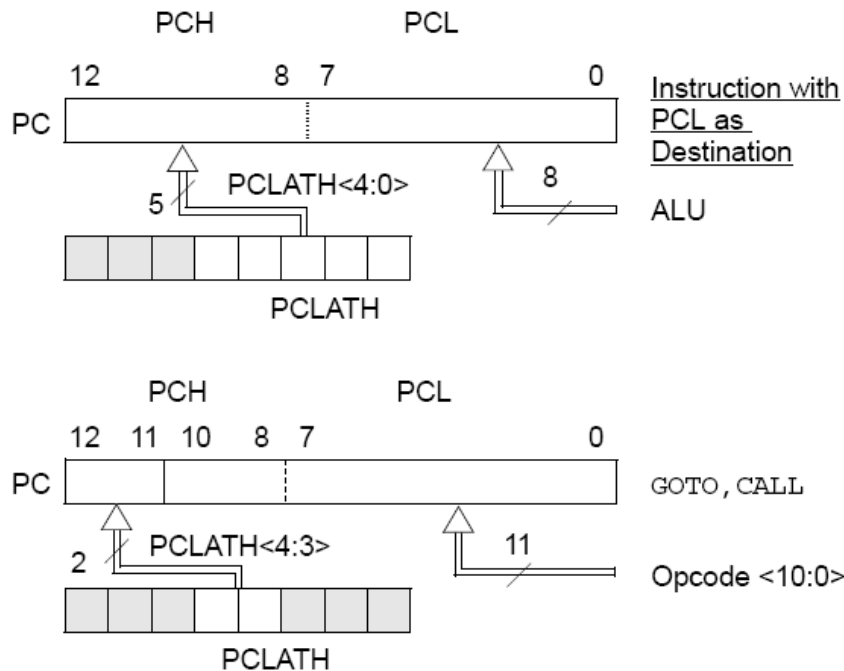 PCH PCL
12 8 7 0
Instruction with
PC
PCL as
Destination
5 PCLATH<4:0> 8
ALU
PCLATH
PCH PCL
12 11 10 8 7 0
PC GOTO, CALL
2 PCLATH<4:3> 11
Opcode <10:0>
PCLATH